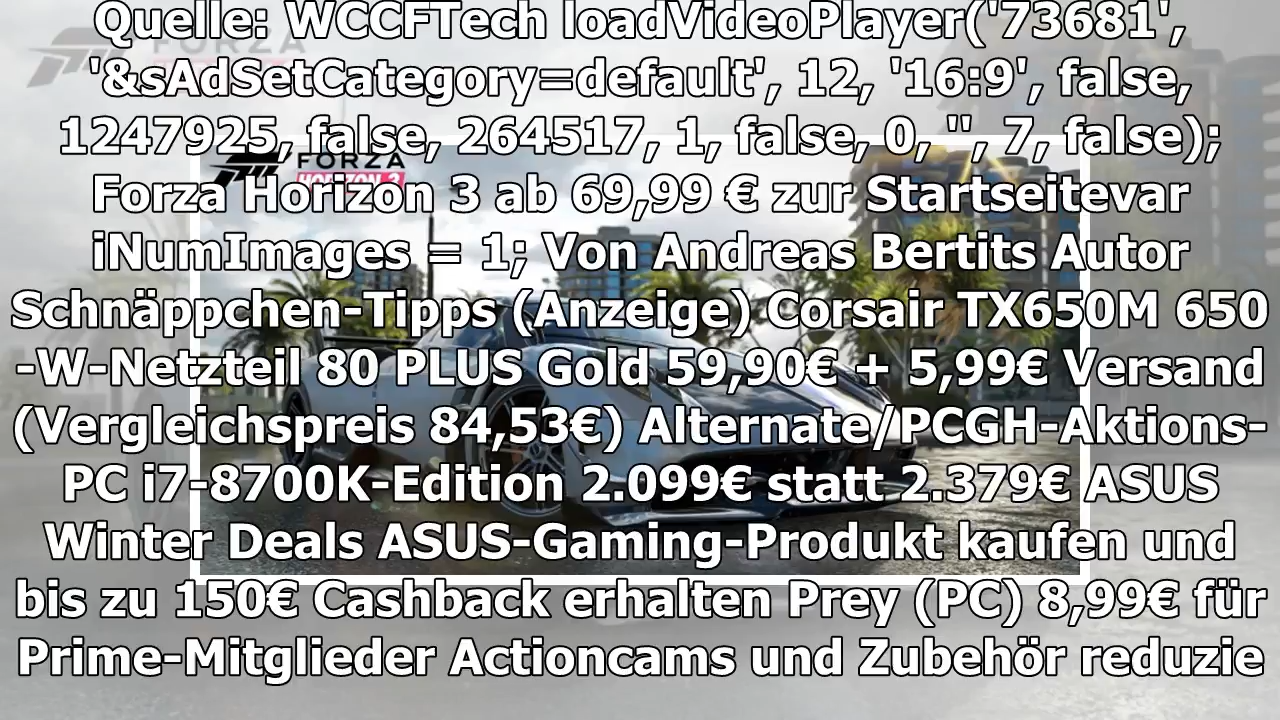 Quelle: WCCFTech loadVideoPlayer('73681',
'&sAdSetCategory=default', 12, '16:9', false,
1247925, false, 264517, 1, false, 0, '', 7, false);
Forza Horizon 3 ab 69,99 € zur Startseitevar
iNumImages = 1; Von Andreas Bertits Autor
Schnäppchen-Tipps (Anzeige) Corsair TX650M 650
-W-Netzteil 80 PLUS Gold 59,90€ + 5,99€ Versand
(Vergleichspreis 84,53€) Alternate/PCGH-Aktions-
PC i7-8700K-Edition 2.099€ statt 2.379€ ASUS
Winter Deals ASUS-Gaming-Produkt kaufen und
bis zu 150€ Cashback erhalten Prey (PC) 8,99€ für
Prime-Mitglieder Actioncams und Zubehör reduzie
FORZA
FORZA
HORIZON 3